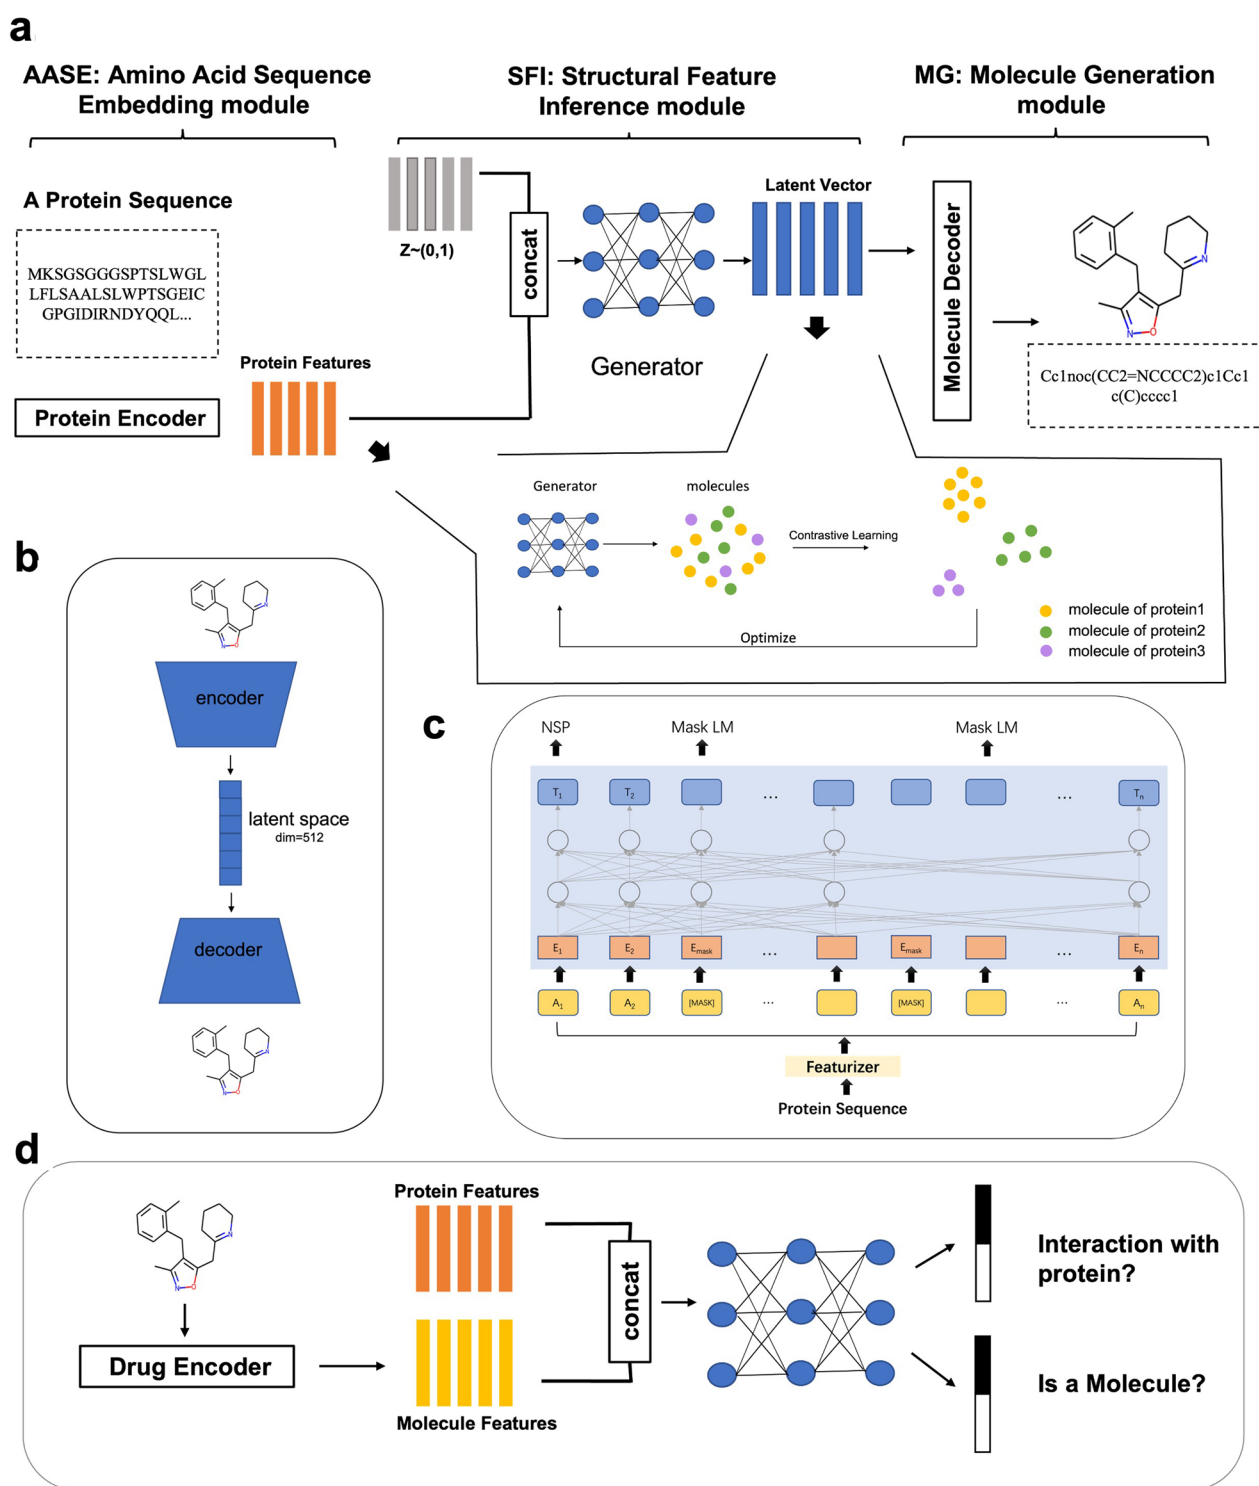 a
AASE: Amino Acid Sequence
Embedding module
SFI: Structural Feature
Inference module
MG: Molecule Generation
module
A Protein Sequence
MKSGSGGGSPTSLWGL
LFLSAALSLWPTSGEIC
GPGIDIRNDYQQL...
Protein Encoder
Protein Features
Z~(0,1)
concat
Generator
Latent Vector
Molecule Decoder
N
N
O
Cc1noc(CC2=NCCCC2)c1Cc1
c(C)cccc1
Generator
molecules
Contrastive Learning
Optimize
molecule of protein1
molecule of protein2
molecule of protein3
b
N
N
O
encoder
latent space
dim=512
decoder
N
N
O
c
NSP
Mask LM
Mask LM
T1
T2
...
...
Tn
E1
E2
Emask
...
Emask
...
En
A1
A2
[MASK]
...
[MASK]
...
An
Featurizer
Protein Sequence
d
N
N
O
Drug Encoder
Protein Features
Molecule Features
concat
Interaction with
protein?
Is a Molecule?